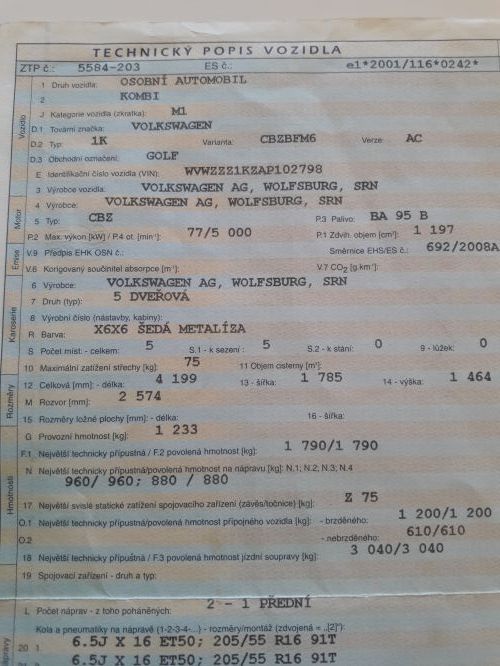 TECHNICKÝ POPIS VOZIDLA
ZTP č.: 5584-203 ES č.: e1*2001/116*0242*
Vozidlo
1 Druh vozidla: OSOBNÍ AUTOMOBIL
2 KOMBI
J Kategorie vozidla (zkratka): M1
D.1 Tovární značka: VOLKSWAGEN
D.2 Typ: 1K Varianta: CBZBFM6 Verze: AC
D.3 Obchodní označení: GOLF
E Identifikační číslo vozidla (VIN): WVWZZZ1KZAP102798
3 Výrobce vozidla: VOLKSWAGEN AG, WOLFSBURG, SRN
Motor
4 Výrobce: VOLKSWAGEN AG, WOLFSBURG, SRN
5 Typ: CBZ P.3 Palivo: BA 95 B
P.2 Max. výkon [kW] / P.4 ot. [min⁻¹]: 77/5 000 P.1 Zdvih. objem [cm³]: 1 197
Emise
V.9 Předpis EHK OSN č.: Směrnice EHS/ES č.: 692/2008A
V.6 Korigovaný součinitel absorpce [m⁻¹]: V.7 CO₂ [g.km⁻¹]:
Karoserie
6 Výrobce: VOLKSWAGEN AG, WOLFSBURG, SRN
7 Druh (typ): 5 DVEŘOVÁ
8 Výrobní číslo (nástavby, kabiny):
R Barva: X6X6 ŠEDÁ METALÍZA
S Počet míst: - celkem: 5 S.1 - k sezení : 5 S.2 - k stání: 0 9 - lůžek: 0
10 Maximální zatížení střechy [kg]: 75 11 Objem cisterny [m³]:
Rozměry
12 Celková [mm]: - délka: 4 199 13 - šířka: 1 785 14 - výška: 1 464
M Rozvor [mm]: 2 574
15 Rozměry ložné plochy [mm]: - délka: 16 - šířka:
Hmotnosti
G Provozní hmotnost [kg]: 1 233
F.1 Největší technicky přípustná / F.2 povolená hmotnost [kg]: 1 790/1 790
N Největší technicky přípustná/povolená hmotnost na nápravu [kg]: N.1; N.2; N.3; N.4
960/ 960; 880 / 880
17 Největší svislé statické zatížení spojovacího zařízení (závěs/točnice) [kg]: Z 75
O.1 Největší technicky přípustná/povolená hmotnost přípojného vozidla [kg]: - brzděného: 1 200/1 200
O.2 - nebrzděného: 610/610
18 Největší technicky přípustná / F.3 povolená hmotnost jízdní soupravy [kg]: 3 040/3 040
19 Spojovací zařízení - druh a typ:
L Počet náprav - z toho poháněných: 2 - 1 PŘEDNÍ
Kola a pneumatiky na nápravě (1-2-3-4-...) - rozměry/montáž (zdvojená = „[2]"):
20 1. 6.5J X 16 ET50; 205/55 R16 91T
6.5J X 16 ET50; 205/55 R16 91T